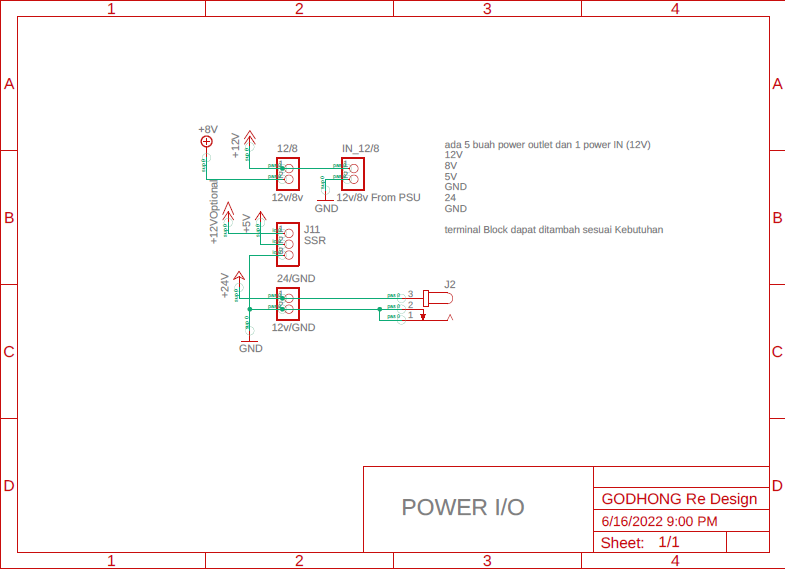 1 2 3 4
A A
+8V
+12V
12/8
IN_12/8
ada 5 buah power outlet dan 1 power IN (12V)
12V
8V
5V
GND
24
GND
12v/8v
12v/8v From PSU
GND
B B
+12VOptional
+5V
J11
SSR
terminal Block dapat ditambah sesuai Kebutuhan
+24V
24/GND
J2
3
2
1
12v/GND
GND
C C
D D
POWER I/O
GODHONG Re Design
6/16/2022 9:00 PM
Sheet: 1/1
1 2 3 4